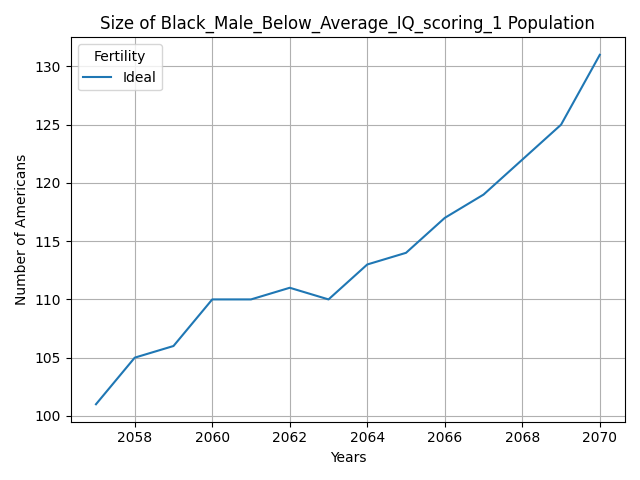 Size of Black_Male_Below_Average_IQ_scoring_1 Population
Fertility
Ideal
Number of Americans
130
125
120
115
110
105
100
2058 2060 2062 2064 2066 2068 2070
Years